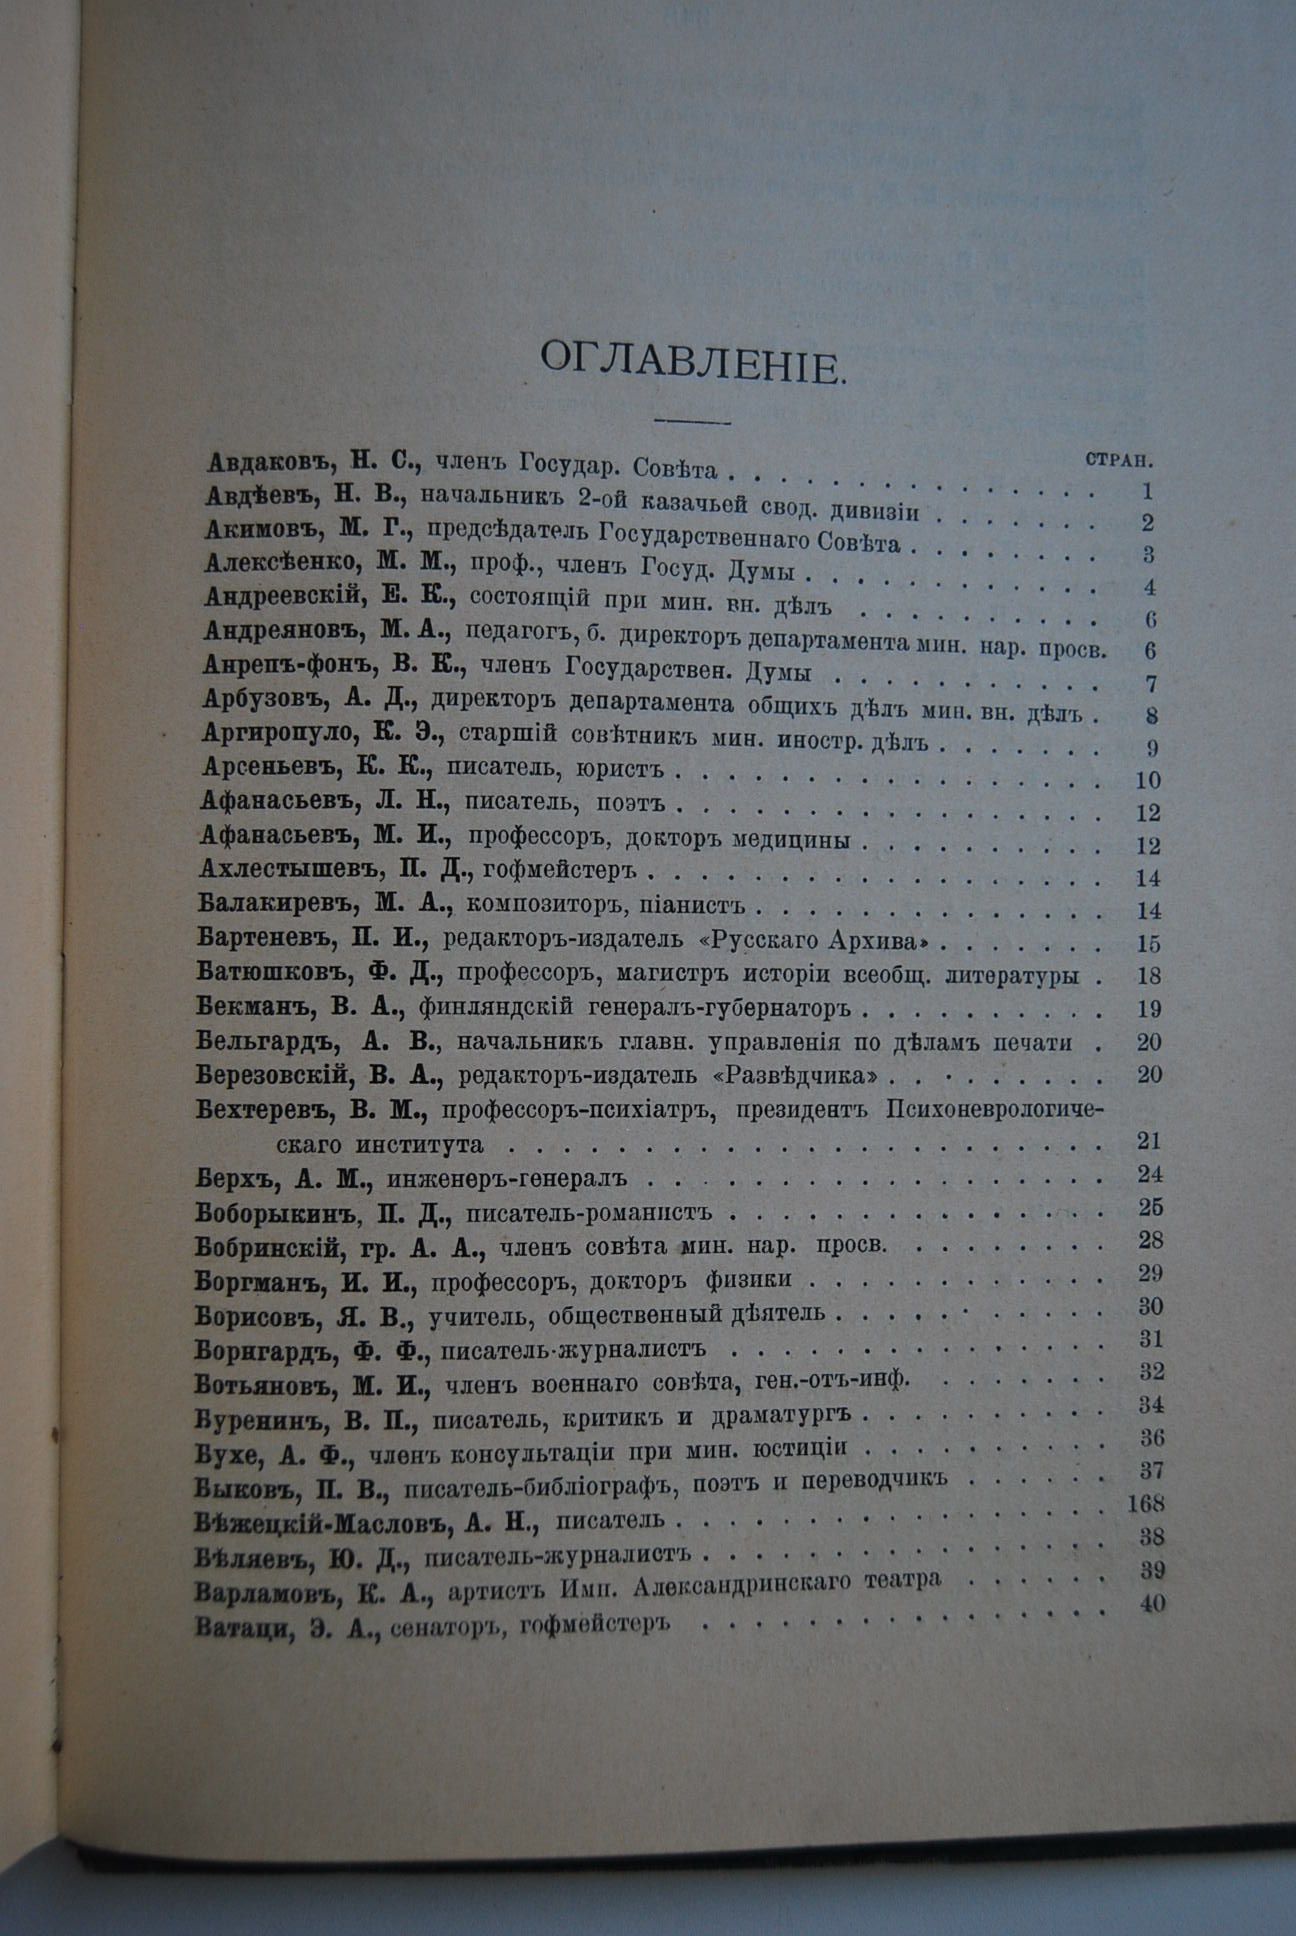 ОГЛАВЛЕНІЕ.
СТРАН.
Авдаковъ, Н. С., членъ Государ. Совѣта . . . . . . . . . . . . . . 1
Авдѣевъ, Н. В., начальникъ 2-ой казачьей свод. дивизіи . . . . . . . 2
Акимовъ, М. Г., предсѣдатель Государственнаго Совѣта . . . . . . . . 3
Алексѣенко, М. М., проф., членъ Госуд. Думы . . . . . . . . . . . 4
Андреевскій, Е. К., состоящій при мин. вн. дѣлъ . . . . . . . . . . 6
Андреяновъ, М. А., педагогъ, б. директоръ департамента мин. нар. просв. 6
Анрепъ-фонъ, В. К., членъ Государствен. Думы . . . . . . . . . . . 7
Арбузовъ, А. Д., директоръ департамента общихъ дѣлъ мин. вн. дѣлъ . 8
Аргиропуло, К. Э., старшій совѣтникъ мин. иностр. дѣлъ . . . . . . . 9
Арсеньевъ, К. К., писатель, юристъ . . . . . . . . . . . . . . . . 10
Афанасьевъ, Л. Н., писатель, поэтъ . . . . . . . . . . . . . . . . 12
Афанасьевъ, М. И., профессоръ, докторъ медицины . . . . . . . . . . 12
Ахлестышевъ, П. Д., гофмейстеръ . . . . . . . . . . . . . . . . . 14
Балакиревъ, М. А., композиторъ, піанистъ . . . . . . . . . . . . . 14
Бартеневъ, П. И., редакторъ-издатель «Русскаго Архива» . . . . . . . 15
Батюшковъ, Ф. Д., профессоръ, магистръ исторіи всеобщ. литературы . 18
Бекманъ, В. А., финляндскій генералъ-губернаторъ . . . . . . . . . . 19
Бельгардъ, А. В., начальникъ главн. управленія по дѣламъ печати . 20
Березовскій, В. А., редакторъ-издатель «Развѣдчика» . . . . . . . . . 20
Бехтеревъ, В. М., профессоръ-психіатръ, президентъ Психоневрологиче-
скаго института . . . . . . . . . . . . . . . . . . . . . . . 21
Берхъ, А. М., инженеръ-генералъ . . . . . . . . . . . . . . . . . 24
Боборыкинъ, П. Д., писатель-романистъ . . . . . . . . . . . . . . 25
Бобринскій, гр. А. А., членъ совѣта мин. нар. просв. . . . . . . . . 28
Боргманъ, И. И., профессоръ, докторъ физики . . . . . . . . . . . 29
Борисовъ, Я. В., учитель, общественный дѣятель . . . . . . . . . . . 30
Борнгардъ, Ф. Ф., писатель-журналистъ . . . . . . . . . . . . . . 31
Ботьяновъ, М. И., членъ военнаго совѣта, ген.-отъ-инф. . . . . . . . 32
Буренинъ, В. П., писатель, критикъ и драматургъ . . . . . . . . . . 34
Бухе, А. Ф., членъ консультаціи при мин. юстиціи . . . . . . . . . 36
Быковъ, П. В., писатель-библіографъ, поэтъ и переводчикъ . . . . . . 37
Бѣжецкій-Масловъ, А. Н., писатель . . . . . . . . . . . . . . . . 168
Бѣляевъ, Ю. Д., писатель-журналистъ . . . . . . . . . . . . . . . 38
Варламовъ, К. А., артистъ Имп. Александринскаго театра . . . . . . 39
Ватаци, Э. А., сенаторъ, гофмейстеръ . . . . . . . . . . . . . . . 40